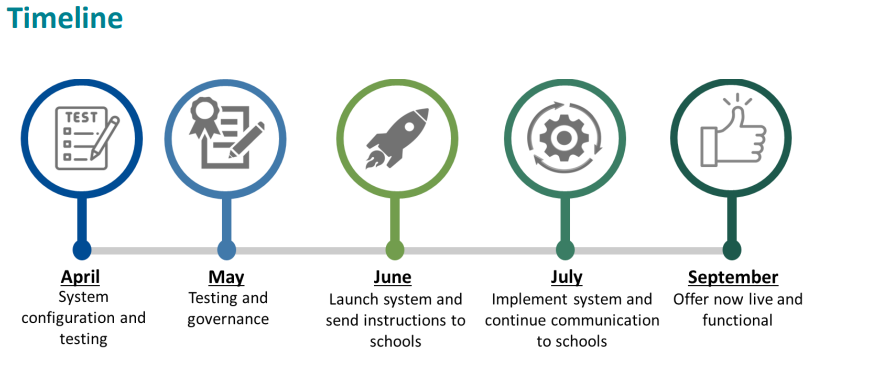 Timeline
TEST
April
System
configuration and
testing
May
Testing and
governance
June
Launch system and
send instructions to
schools
July
Implement system and
continue communication
to schools
September
Offer now live and
functional